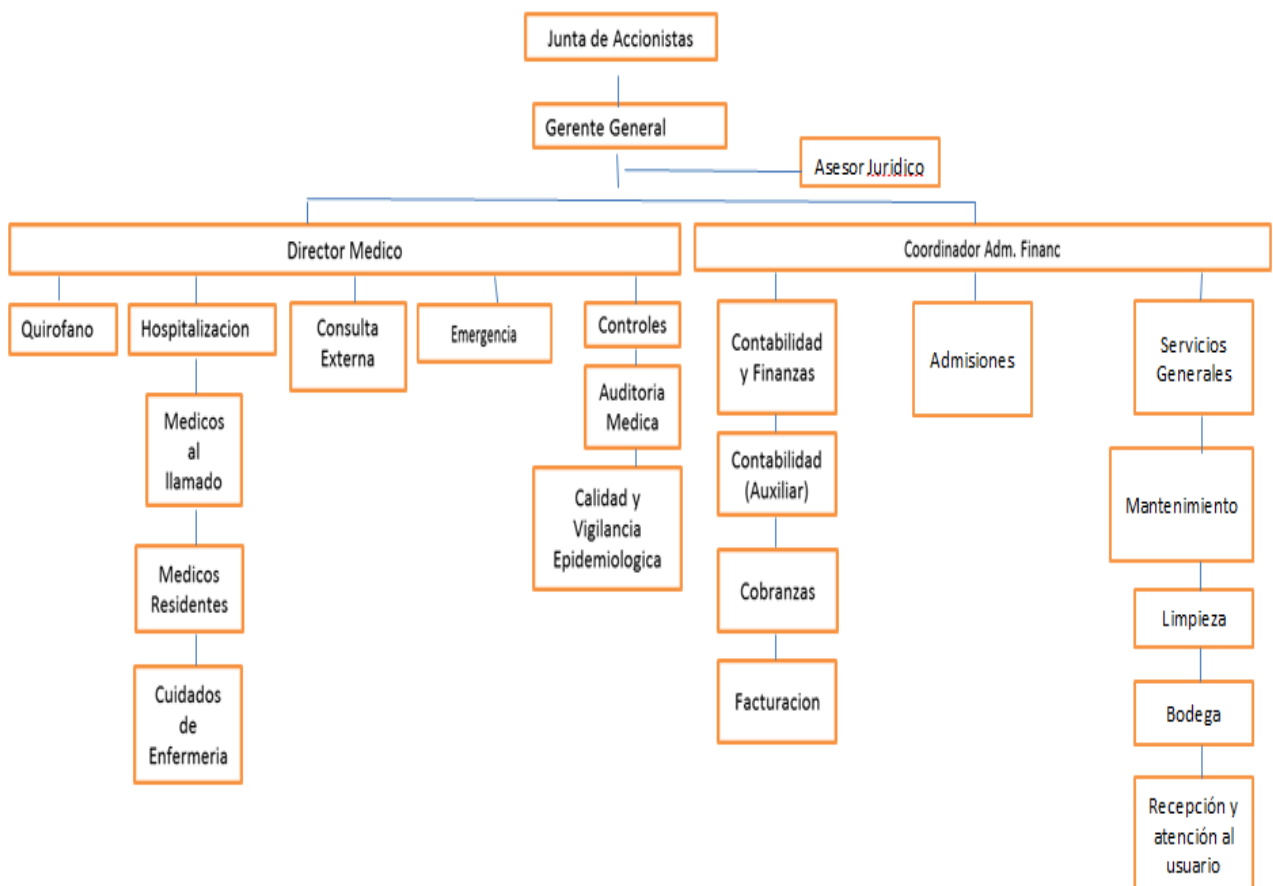 Junta de Accionistas
Gerente General
Asesor Juridico
Director Medico
Coordinador Adm. Financ
Quirofano
Hospitalizacion
Consulta
Externa
Emergencia
Controles
Contabilidad
y Finanzas
Admisiones
Servicios
Generales
Medicos
al
llamado
Auditoria
Medica
Contabilidad
(Auxiliar)
Mantenimiento
Calidad y
Vigilancia
Epidemiologica
Medicos
Residentes
Cobranzas
Limpieza
Cuidados
de
Enfermeria
Facturacion
Bodega
Recepción y
atención al
usuario